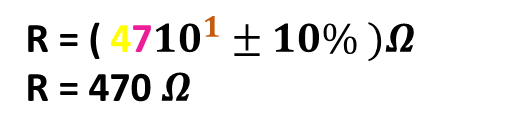 R = ( 4710¹ ± 10% )Ω
R = 470 Ω